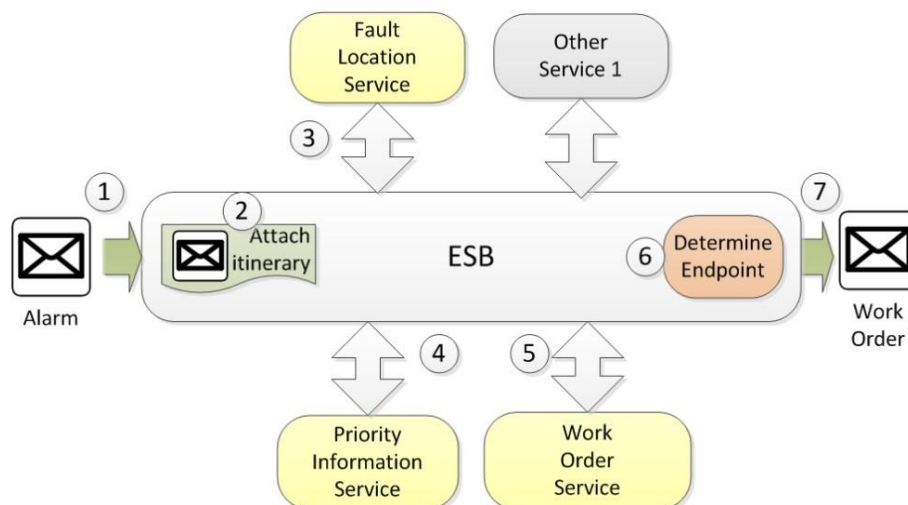 Fault
Location
Service
Other
Service 1
3
1
2
7
Attach
itinerary
ESB
6
Determine
Endpoint
Alarm
Work
Order
4
5
Priority
Information
Service
Work
Order
Service